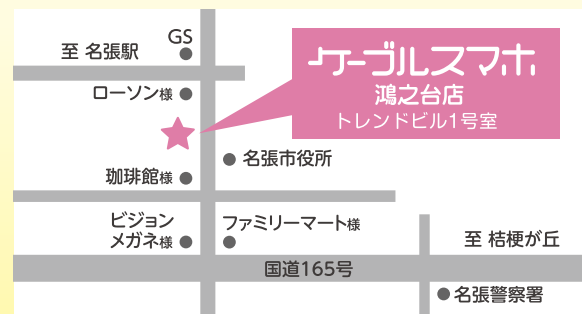 GS
至 名張駅
ケーブルスマホ
鴻之台店
トレンドビル1号室
ローソン様
名張市役所
珈琲館様
ビジョン
メガネ様
ファミリーマート様
至 桔梗が丘
国道165号
名張警察署